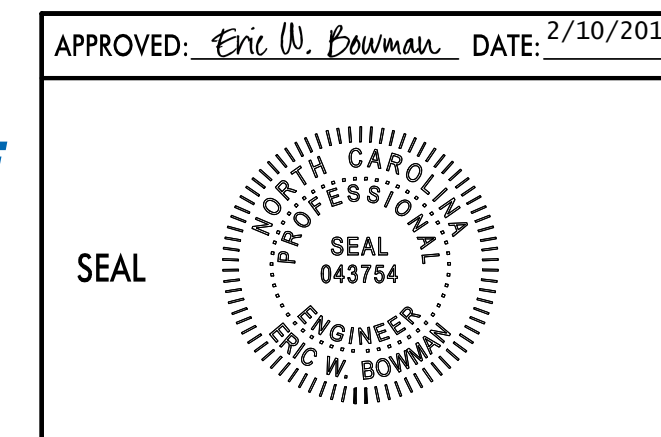 APPROVED: Eric W. Bowman DATE: 2/10/201
SEAL
NORTH CAROLINA
PROFESSIONAL
SEAL
043754
ENGINEER
ERIC W. BOWMAN